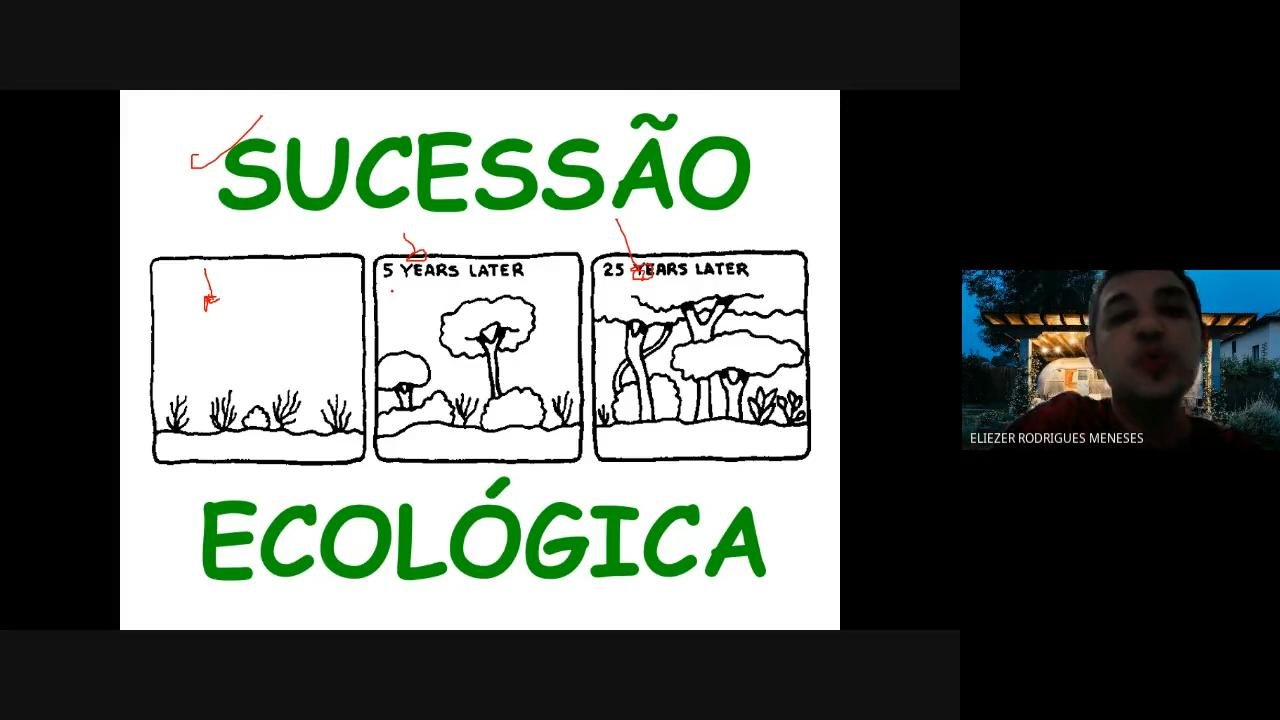 SUCESSÃO
5 YEARS LATER
25 YEARS LATER
ECOLÓGICA
ELIEZER RODRIGUES MENESES